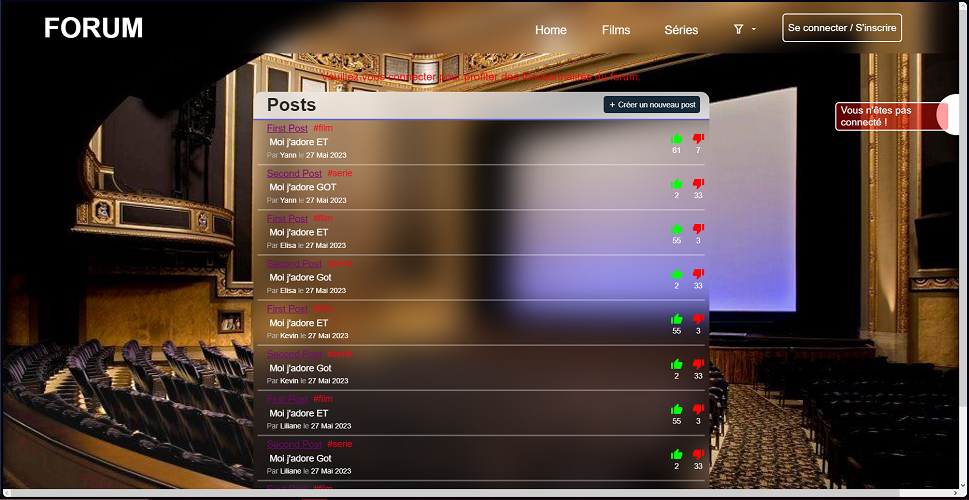 FORUM
Home
Films
Séries
Se connecter / S'inscrire
Veuillez-vous connecter pour profiter des fonctionnalités du forum.
Vous n'êtes pas
connecté !
Posts
+ Créer un nouveau post
First Post #film
Moi j'adore ET
61 7
Par Yann le 27 Mai 2023
Second Post #serie
Moi j'adore GOT
2 33
Par Yann le 27 Mai 2023
First Post #film
Moi j'adore ET
55 3
Par Elisa le 27 Mai 2023
Second Post #serie
Moi j'adore Got
2 33
Par Elisa le 27 Mai 2023
First Post #film
Moi j'adore ET
55 3
Par Kevin le 27 Mai 2023
Second Post #serie
Moi j'adore Got
2 33
Par Kevin le 27 Mai 2023
First Post #film
Moi j'adore ET
55 3
Par Liliane le 27 Mai 2023
Second Post #serie
Moi j'adore Got
2 33
Par Liliane le 27 Mai 2023
First Post #film